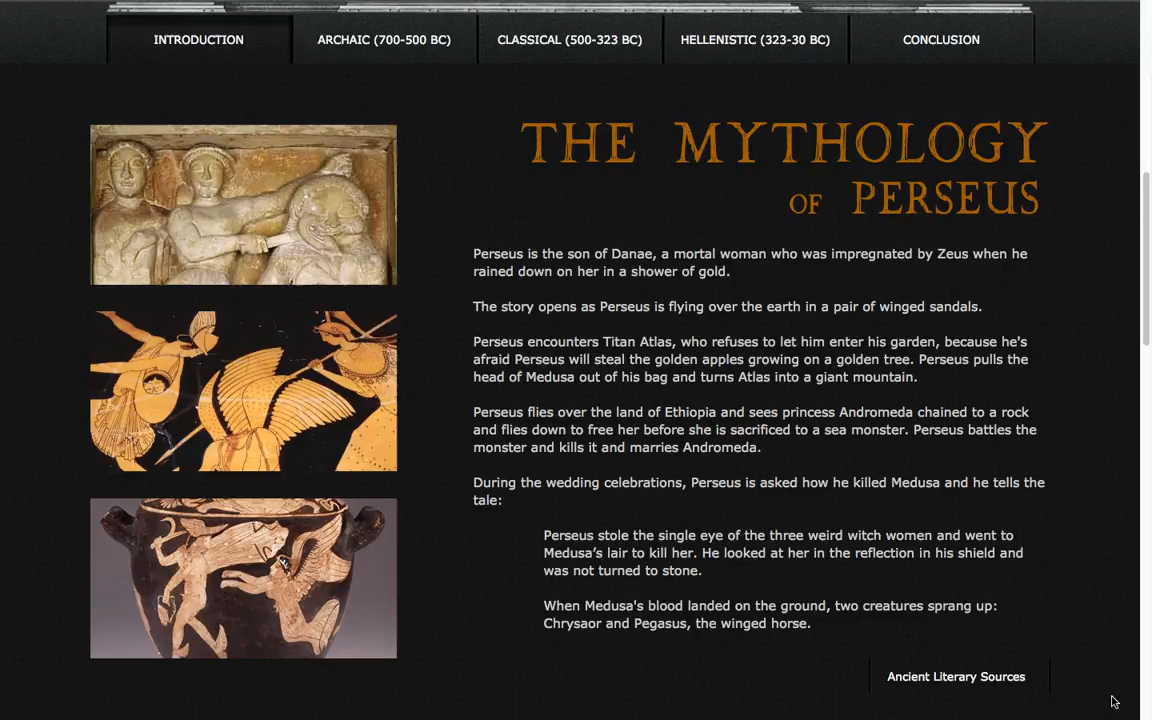 INTRODUCTION
ARCHAIC (700-500 BC)
CLASSICAL (500-323 BC)
HELLENISTIC (323-30 BC)
CONCLUSION
THE MYTHOLOGY
OF PERSEUS
Perseus is the son of Danae, a mortal woman who was impregnated by Zeus when he
rained down on her in a shower of gold.
The story opens as Perseus is flying over the earth in a pair of winged sandals.
Perseus encounters Titan Atlas, who refuses to let him enter his garden, because he's
afraid Perseus will steal the golden apples growing on a golden tree. Perseus pulls the
head of Medusa out of his bag and turns Atlas into a giant mountain.
Perseus flies over the land of Ethiopia and sees princess Andromeda chained to a rock
and flies down to free her before she is sacrificed to a sea monster. Perseus battles the
monster and kills it and marries Andromeda.
During the wedding celebrations, Perseus is asked how he killed Medusa and he tells the
tale:
Perseus stole the single eye of the three weird witch women and went to
Medusa’s lair to kill her. He looked at her in the reflection in his shield and
was not turned to stone.
When Medusa's blood landed on the ground, two creatures sprang up:
Chrysaor and Pegasus, the winged horse.
Ancient Literary Sources